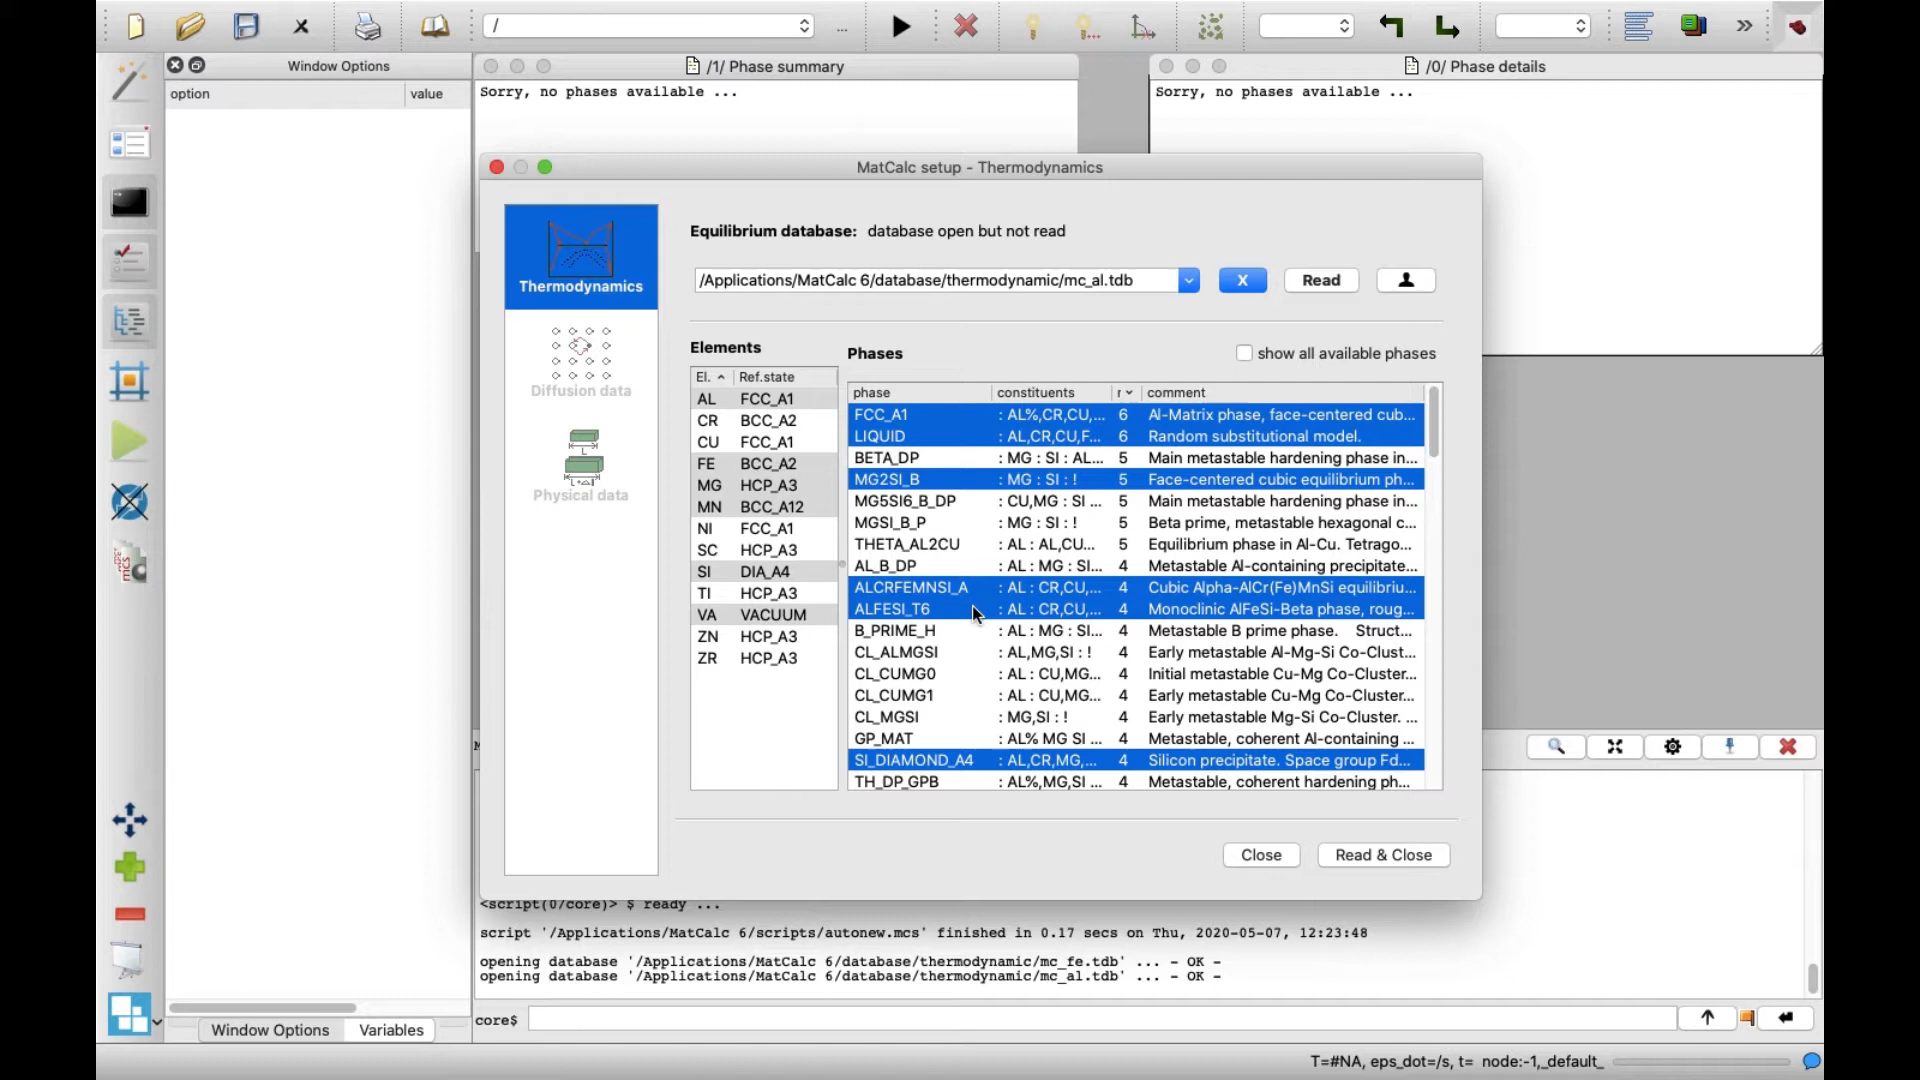 /
...
»
Window Options
option value
/1/ Phase summary
Sorry, no phases available ...
/0/ Phase details
Sorry, no phases available ...
MatCalc setup - Thermodynamics
Thermodynamics
Diffusion data
Physical data
Equilibrium database: database open but not read
/Applications/MatCalc 6/database/thermodynamic/mc_al.tdb
X
Read
Elements
El. Ref.state
AL FCC_A1
CR BCC_A2
CU FCC_A1
FE BCC_A2
MG HCP_A3
MN BCC_A12
NI FCC_A1
SC HCP_A3
SI DIA_A4
TI HCP_A3
VA VACUUM
ZN HCP_A3
ZR HCP_A3
Phases
show all available phases
phase constituents r comment
FCC_A1 : AL%,CR,CU,... 6 Al-Matrix phase, face-centered cub...
LIQUID : AL,CR,CU,F... 6 Random substitutional model.
BETA_DP : MG : SI : AL... 5 Main metastable hardening phase in...
MG2SI_B : MG : SI : ! 5 Face-centered cubic equilibrium ph...
MG5SI6_B_DP : CU,MG : SI ... 5 Main metastable hardening phase in...
MGSI_B_P : MG : SI : ! 5 Beta prime, metastable hexagonal c...
THETA_AL2CU : AL : AL,CU... 5 Equilibrium phase in Al-Cu. Tetrago...
AL_B_DP : AL : MG : SI... 4 Metastable Al-containing precipitate...
ALCRFEMNSI_A : AL : CR,CU,... 4 Cubic Alpha-AlCr(Fe)MnSi equilibriu...
ALFESI_T6 : AL : CR,CU,... 4 Monoclinic AlFeSi-Beta phase, roug...
B_PRIME_H : AL : MG : SI... 4 Metastable B prime phase. Struct...
CL_ALMGSI : AL,MG,SI : ! 4 Early metastable Al-Mg-Si Co-Clust...
CL_CUMG0 : AL : CU,MG... 4 Initial metastable Cu-Mg Co-Cluster...
CL_CUMG1 : AL : CU,MG... 4 Early metastable Cu-Mg Co-Cluster...
CL_MGSI : MG,SI : ! 4 Early metastable Mg-Si Co-Cluster. ...
GP_MAT : AL% MG SI ... 4 Metastable, coherent Al-containing ...
SI_DIAMOND_A4 : AL,CR,MG,... 4 Silicon precipitate. Space group Fd...
TH_DP_GPB : AL%,MG,SI ... 4 Metastable, coherent hardening ph...
Close
Read & Close
<script(0/core)> $ ready ...
script '/Applications/MatCalc 6/scripts/autonew.mcs' finished in 0.17 secs on Thu, 2020-05-07, 12:23:48
opening database '/Applications/MatCalc 6/database/thermodynamic/mc_fe.tdb' ... - OK -
opening database '/Applications/MatCalc 6/database/thermodynamic/mc_al.tdb' ... - OK -
core$
Window Options
Variables
T=#NA, eps_dot=/s, t= node:-1,_default_